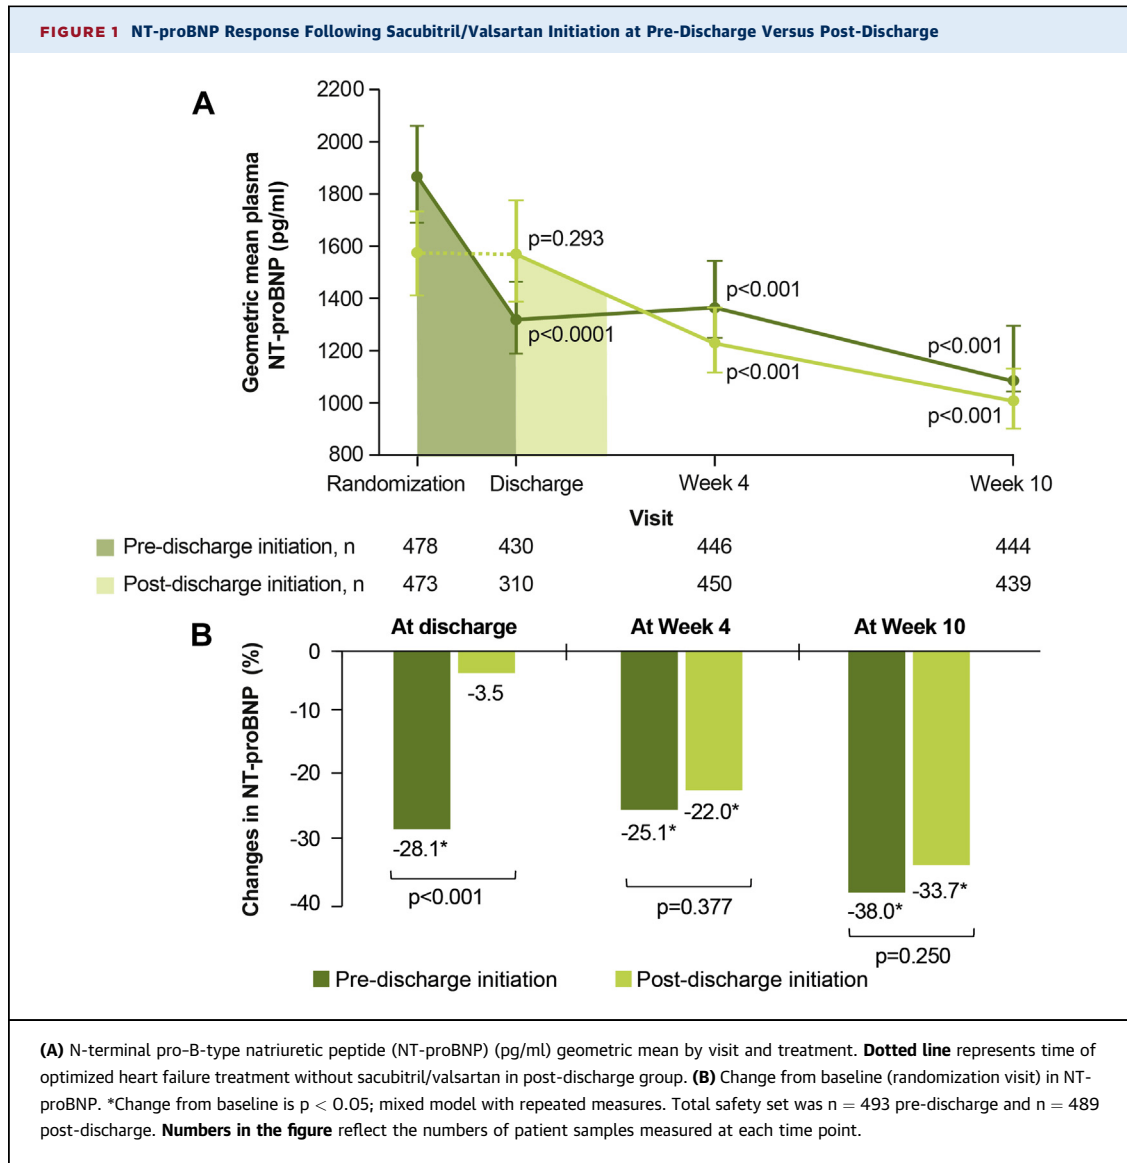 FIGURE 1 NT-proBNP Response Following Sacubitril/Valsartan Initiation at Pre-Discharge Versus Post-Discharge
A
Geometric mean plasma
NT-proBNP (pg/ml)
2200
2000
1800
1600
1400
1200
1000
800
p=0.293
p<0.0001
p<0.001
p<0.001
p<0.001
p<0.001
Randomization Discharge Week 4 Week 10
Visit
Pre-discharge initiation, n 478 430 446 444
Post-discharge initiation, n 473 310 450 439
B
At discharge At Week 4 At Week 10
Changes in NT-proBNP (%)
0
-10
-20
-30
-40
-3.5
-28.1*
p<0.001
-22.0*
-25.1*
p=0.377
-33.7*
-38.0*
p=0.250
Pre-discharge initiation Post-discharge initiation
(A) N-terminal pro–B-type natriuretic peptide (NT-proBNP) (pg/ml) geometric mean by visit and treatment. Dotted line represents time of
optimized heart failure treatment without sacubitril/valsartan in post-discharge group. (B) Change from baseline (randomization visit) in NT-
proBNP. *Change from baseline is p < 0.05; mixed model with repeated measures. Total safety set was n = 493 pre-discharge and n = 489
post-discharge. Numbers in the figure reflect the numbers of patient samples measured at each time point.